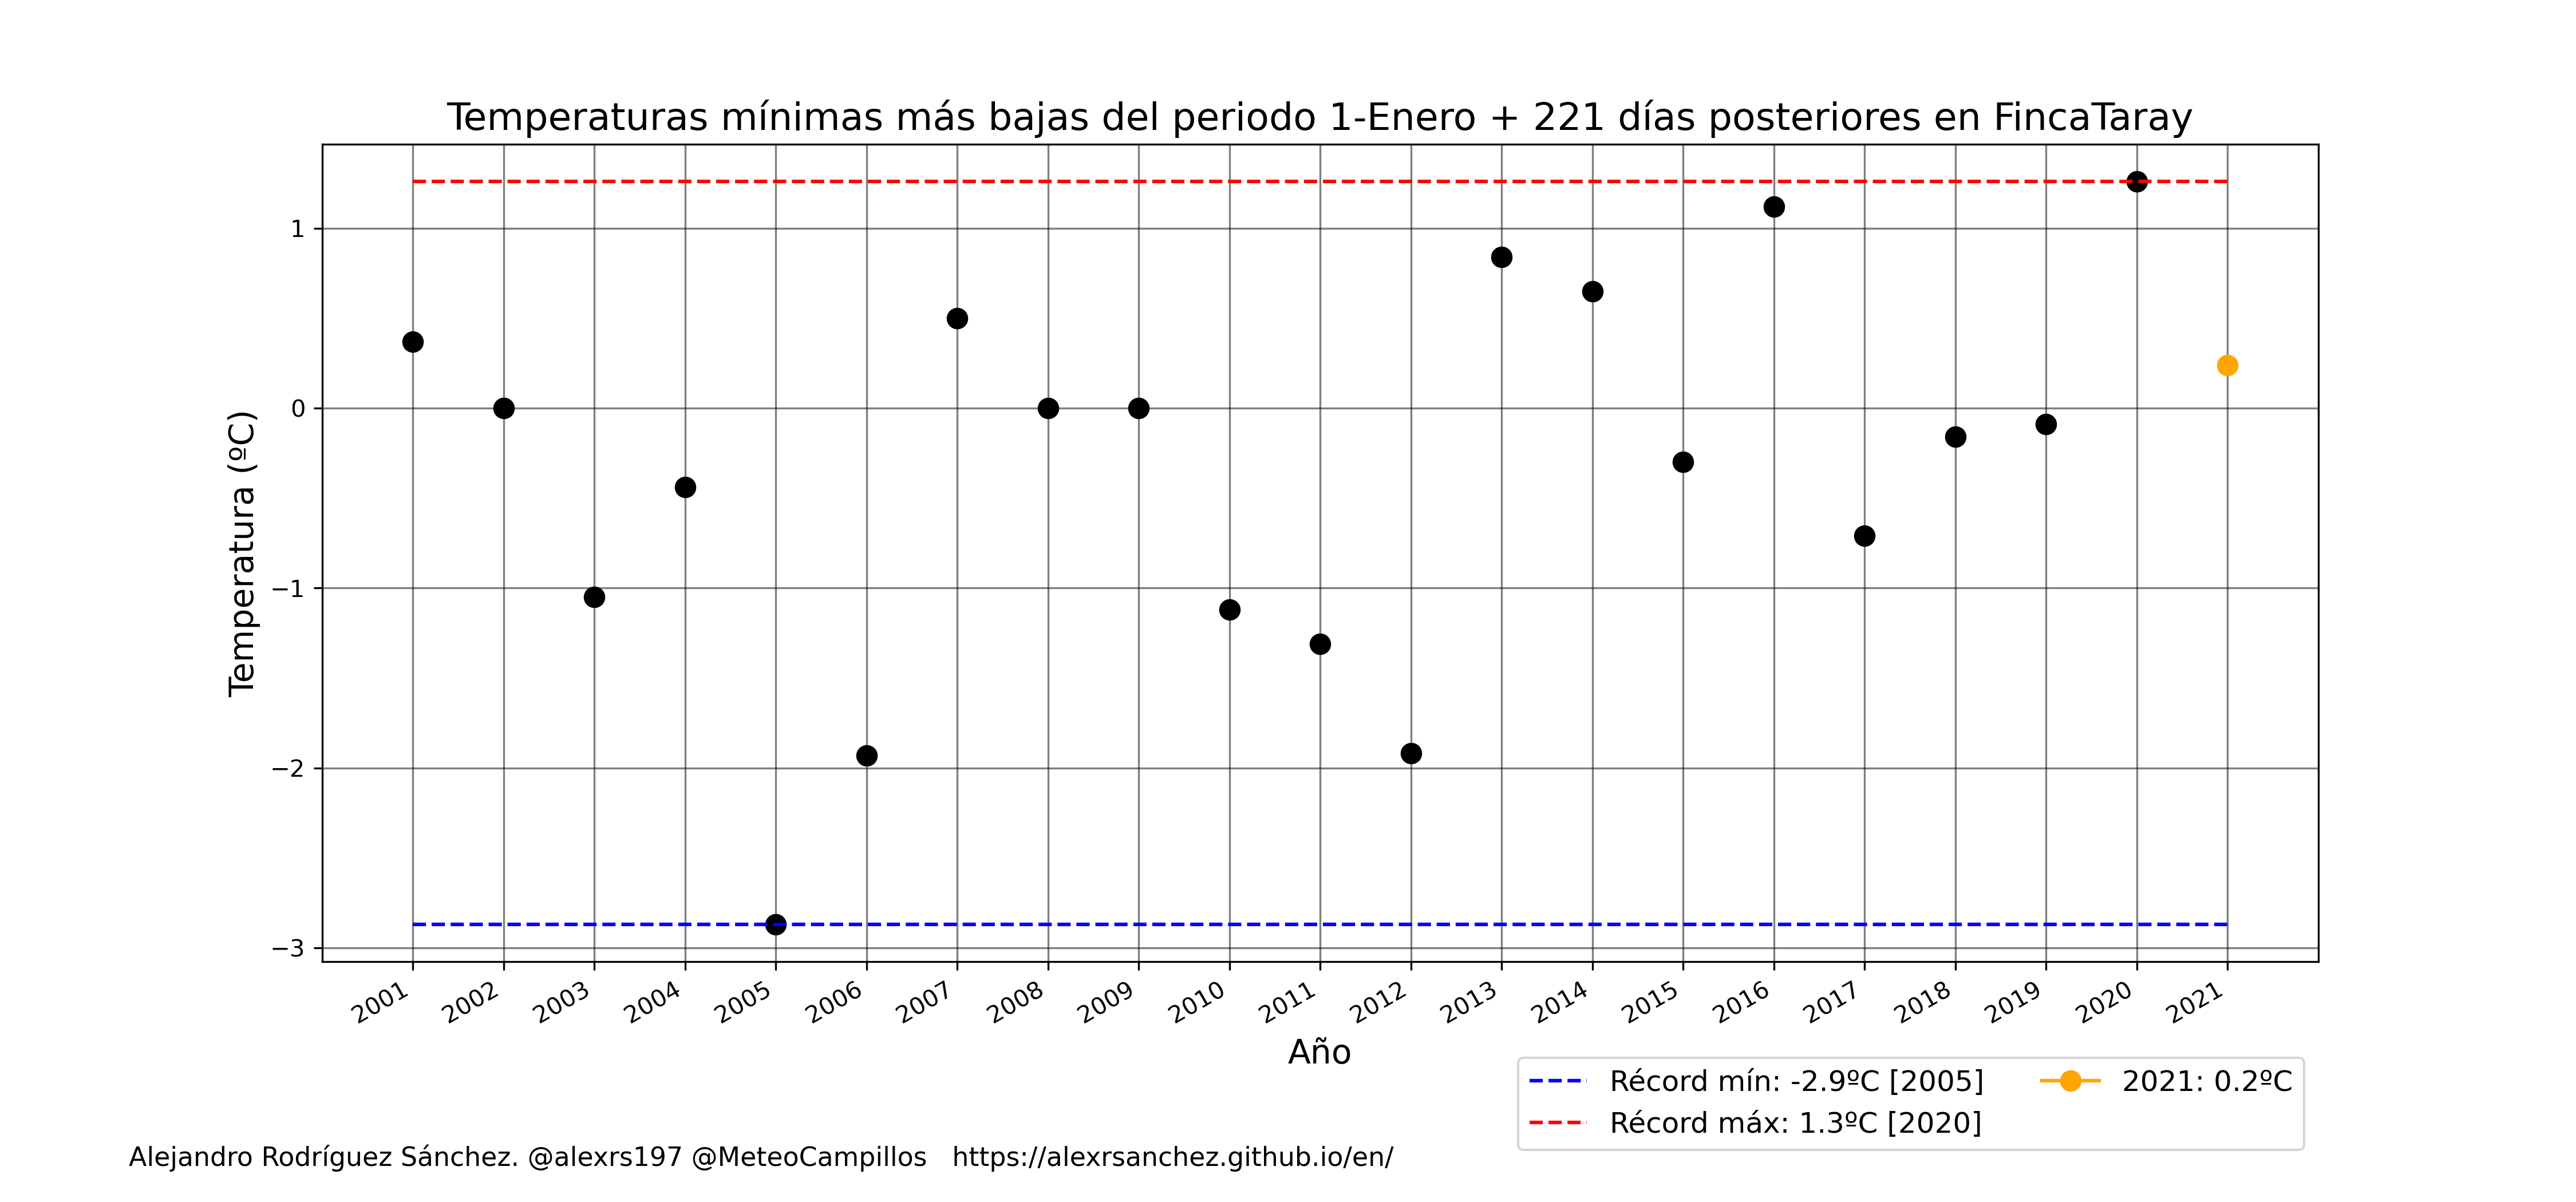 Temperaturas mínimas más bajas del periodo 1-Enero + 221 días posteriores en FincaTaray
Temperatura (ºC)
1
0
−1
−2
−3
2001 2002 2003 2004 2005 2006 2007 2008 2009 2010 2011 2012 2013 2014 2015 2016 2017 2018 2019 2020 2021
Año
Récord mín: -2.9ºC [2005]
Récord máx: 1.3ºC [2020]
2021: 0.2ºC
Alejandro Rodríguez Sánchez. @alexrs197 @MeteoCampillos https://alexrsanchez.github.io/en/